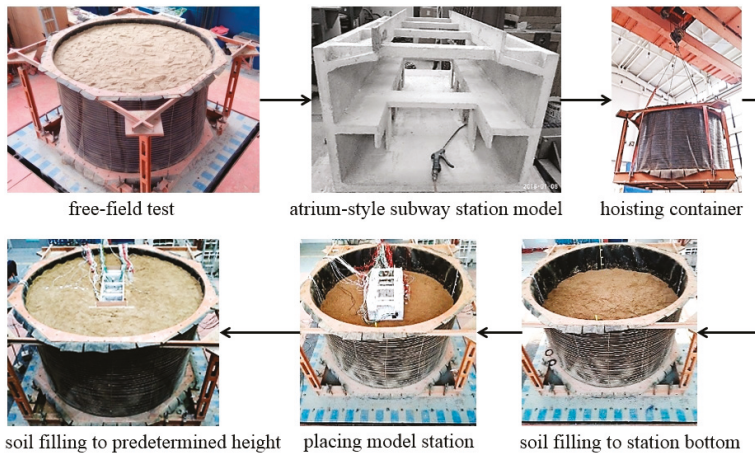 free-field test
atrium-style subway station model
hoisting container
soil filling to predetermined height
placing model station
soil filling to station bottom